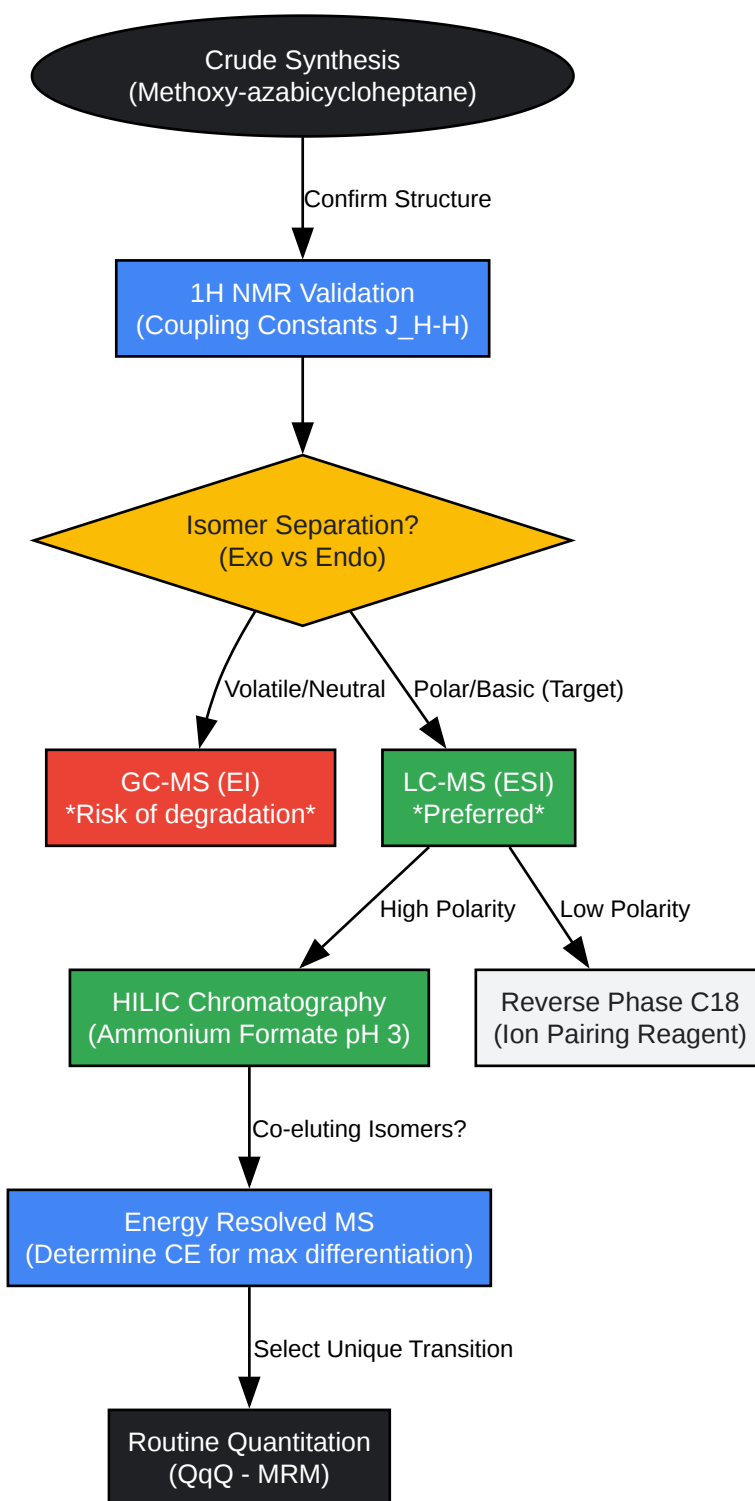 Crude Synthesis
(Methoxy-azabicycloheptane)
Confirm Structure
1H NMR Validation
(Coupling Constants J_H-H)
Isomer Separation?
(Exo vs Endo)
Volatile/Neutral
Polar/Basic (Target)
GC-MS (EI)
*Risk of degradation*
LC-MS (ESI)
*Preferred*
High Polarity
Low Polarity
HILIC Chromatography
(Ammonium Formate pH 3)
Reverse Phase C18
(Ion Pairing Reagent)
Co-eluting Isomers?
Energy Resolved MS
(Determine CE for max differentiation)
Select Unique Transition
Routine Quantitation
(QqQ - MRM)